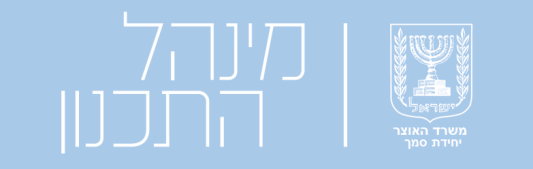 מינהל
התכנון
ישראל
משרד האוצר
יחידת סמך